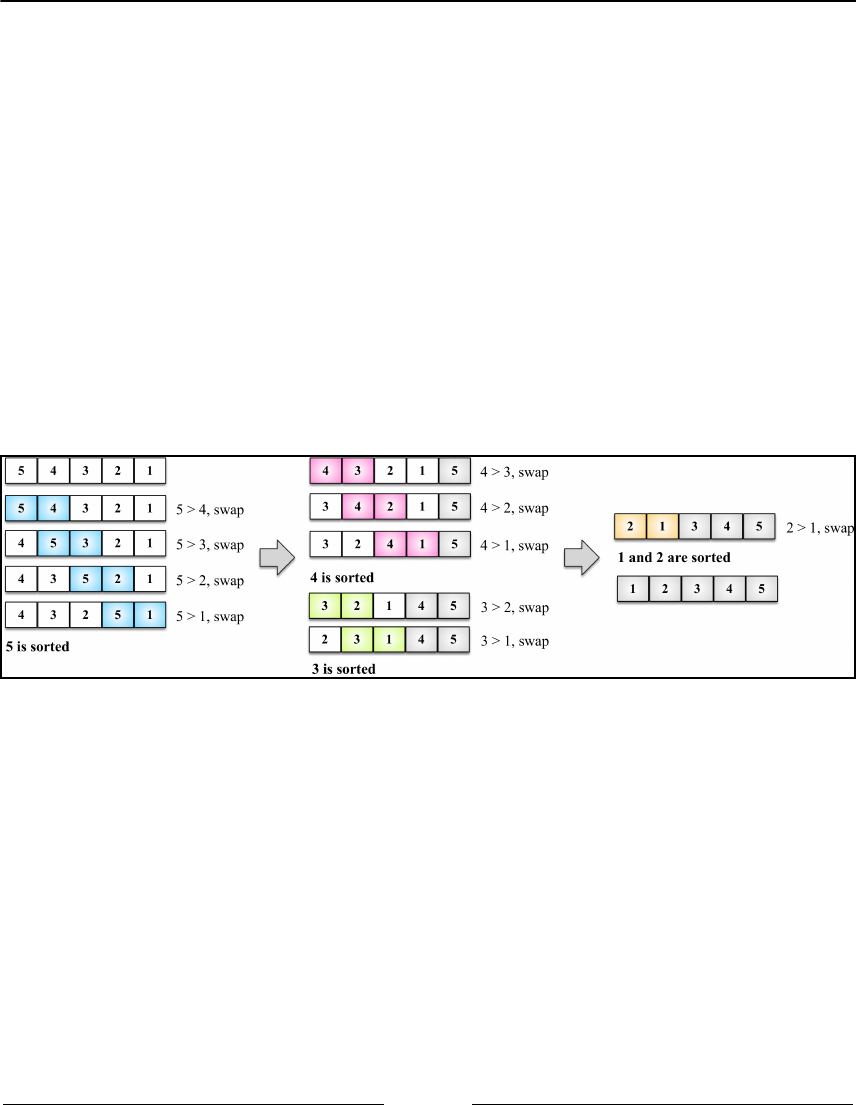 5 4 3 2 1
5 4 3 2 1 5 > 4, swap
4 5 3 2 1 5 > 3, swap
4 3 5 2 1 5 > 2, swap
4 3 2 5 1 5 > 1, swap
5 is sorted
4 3 2 1 5 4 > 3, swap
3 4 2 1 5 4 > 2, swap
3 2 4 1 5 4 > 1, swap
4 is sorted
3 2 1 4 5 3 > 2, swap
2 3 1 4 5 3 > 1, swap
3 is sorted
2 1 3 4 5 2 > 1, swap
1 and 2 are sorted
1 2 3 4 5